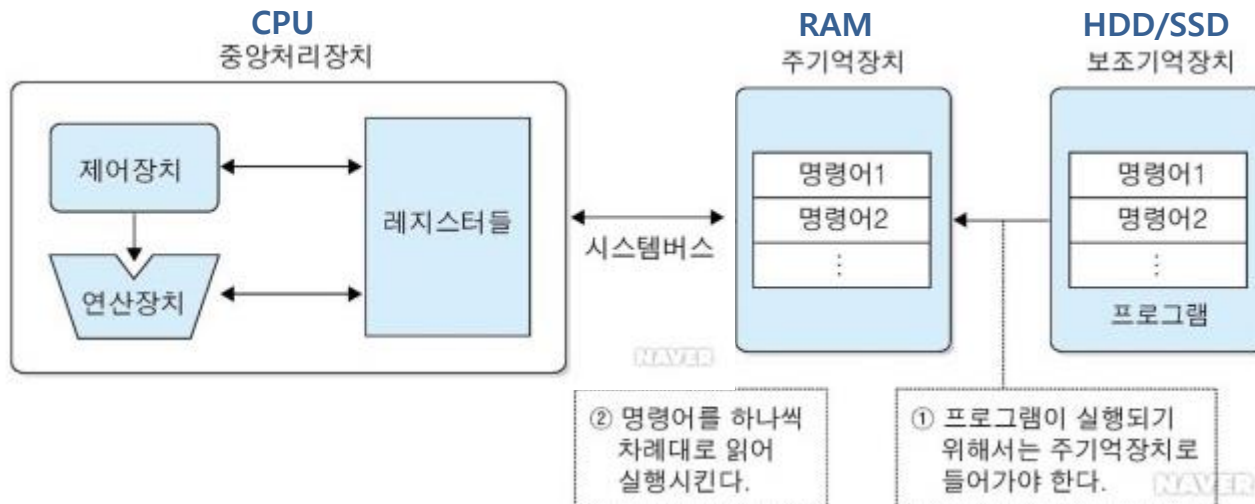 CPU
중앙처리장치
RAM
주기억장치
HDD/SSD
보조기억장치
제어장치
연산장치
레지스터들
시스템버스
명령어1
명령어2
⋮
명령어1
명령어2
⋮
프로그램
NAVER
② 명령어를 하나씩
차례대로 읽어
실행시킨다.
① 프로그램이 실행되기
위해서는 주기억장치로
들어가야 한다.
NAVER